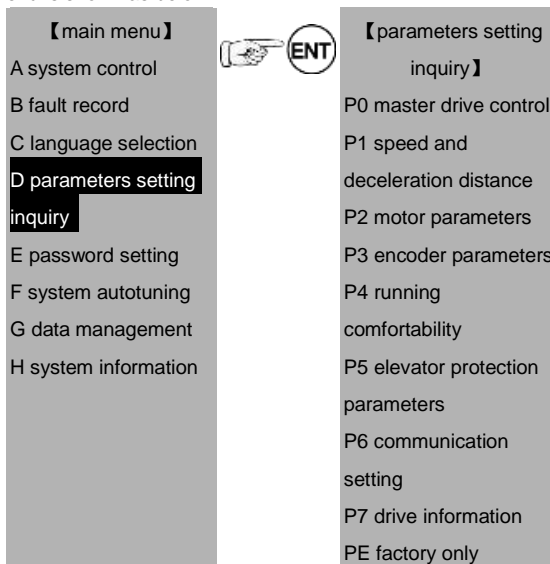 【main menu】
A system control
B fault record
C language selection
D parameters setting
inquiry
E password setting
F system autotuning
G data management
H system information
ENT
【parameters setting
inquiry】
P0 master drive control
P1 speed and
deceleration distance
P2 motor parameters
P3 encoder parameters
P4 running
comfortability
P5 elevator protection
parameters
P6 communication
setting
P7 drive information
PE factory only